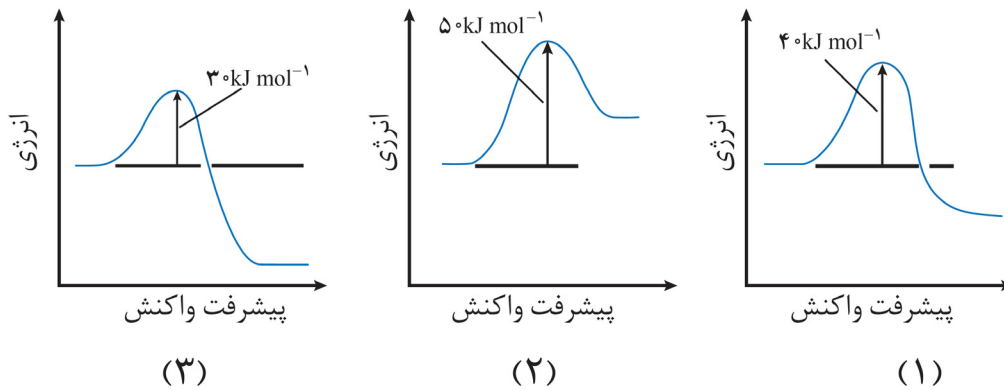 ۴۰kJ mol⁻¹
انرژی
پیشرفت واکنش
(۱)
۵۰kJ mol⁻¹
انرژی
پیشرفت واکنش
(۲)
۳۰kJ mol⁻¹
انرژی
پیشرفت واکنش
(۳)